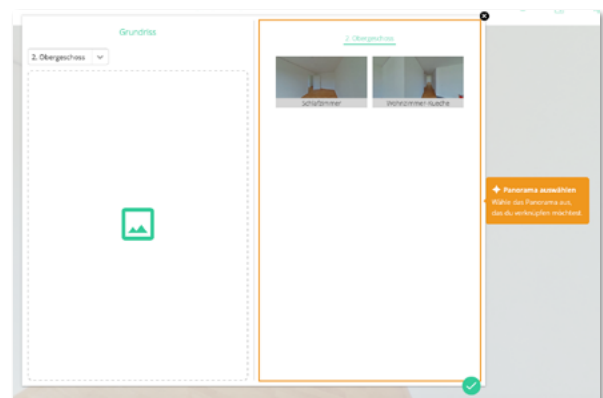 Grundriss
2. Obergeschoss
2. Obergeschoss
Schlafzimmer
Wohnzimmer-Kueche
Panorama auswählen
Wähle das Panorama aus,
das du verknüpfen möchtest.